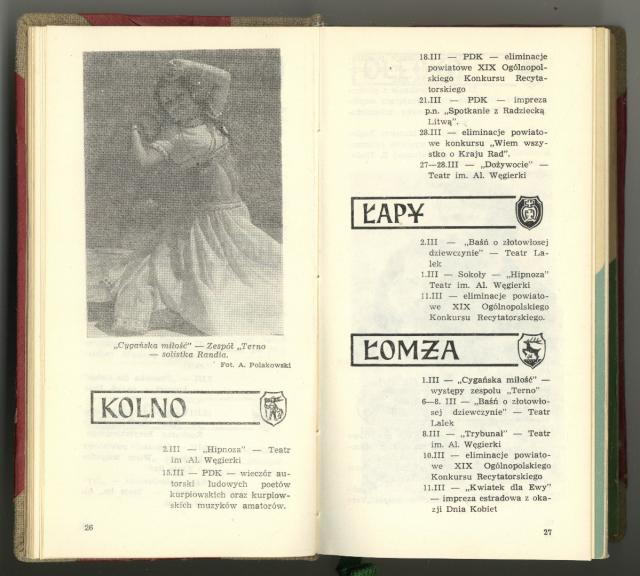 „Cygańska miłość" — Zespół „Terno
— solistka Randia.
Fot. A. Polakowski
KOLNO
2.III — „Hipnoza" — Teatr
im .Al. Węgierki
15.III — PDK — wieczór au-
torski ludowych poetów
kurpiowskich oraz kurpiow-
skich muzyków amatorów.
26
18.III — PDK — eliminacje
powiatowe XIX Ogólnopol-
skiego Konkursu Recyta-
torskiego
21.III — PDK — impreza
p.n. „Spotkanie z Radziecką
Litwą".
28.III — eliminacje powiato-
we konkursu „Wiem wszy-
stko o Kraju Rad".
27—28.III — „Dożywocie" —
Teatr im. Al. Węgierki
ŁAPY
2.III — „Baśń o złotowłosej
dziewczynie" — Teatr La-
lek
1.III — Sokoły — „Hipnoza"
Teatr im. Al. Węgierki
11.III — eliminacje powiato-
we XIX Ogólnopolskiego
Konkursu Recytatorskiego.
ŁOMŻA
1.III — „Cygańska miłość" —
występy zespolu „Terno"
6—8. III — „Baśń o złotowło-
sej dziewczynie" — Teatr
Lalek
8.III — „Trybunał" — Teatr
im. Al. Węgierki
10.III — eliminacje powiato-
we XIX Ogólnopolskiego
Konkursu Recytatorskiego
11.III — „Kwiatek dla Ewy"
— impreza estradowa z oka-
zji Dnia Kobiet
27